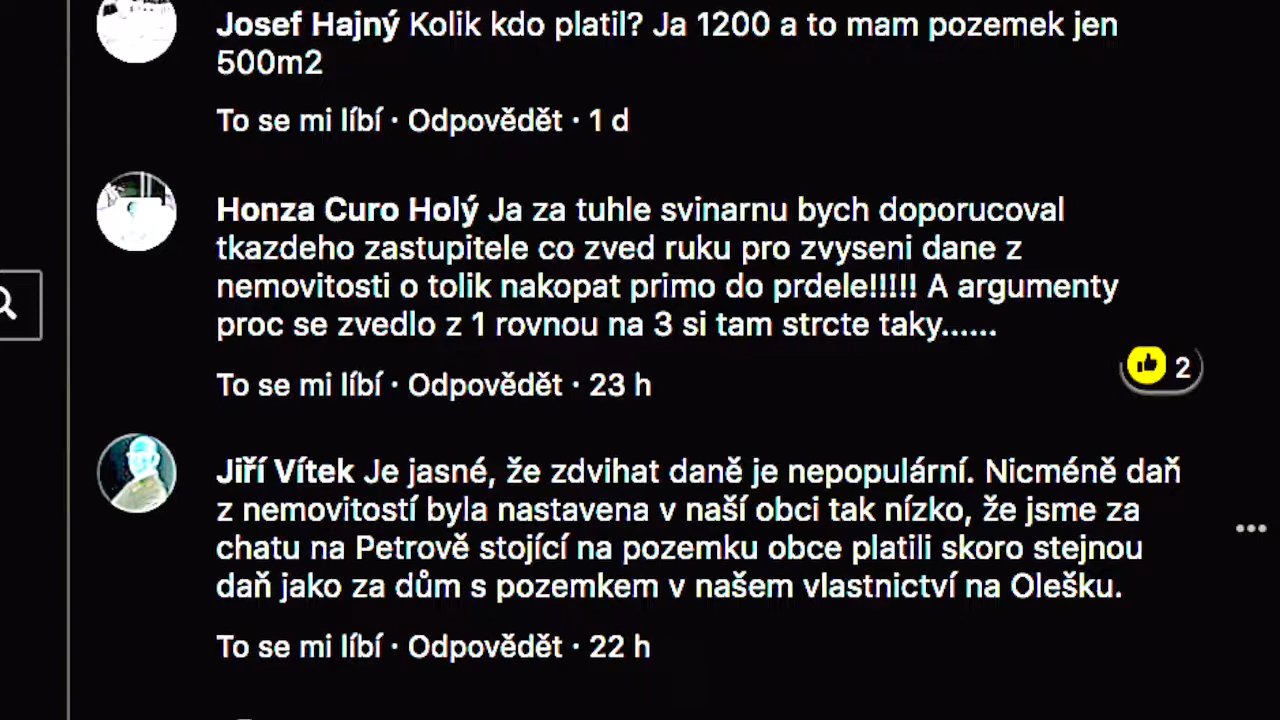 Josef Hajný Kolik kdo platil? Ja 1200 a to mam pozemek jen
500m2
To se mi líbí · Odpovědět · 1 d
Honza Curo Holý Ja za tuhle svinarnu bych doporucoval
tkazdeho zastupitele co zved ruku pro zvyseni dane z
nemovitosti o tolik nakopat primo do prdele!!!!! A argumenty
proc se zvedlo z 1 rovnou na 3 si tam strcte taky......
2
To se mi líbí · Odpovědět · 23 h
Jiří Vítek Je jasné, že zdvihat daně je nepopulární. Nicméně daň
z nemovitostí byla nastavena v naší obci tak nízko, že jsme za
chatu na Petrově stojící na pozemku obce platili skoro stejnou
daň jako za dům s pozemkem v našem vlastnictví na Olešku.
To se mi líbí · Odpovědět · 22 h